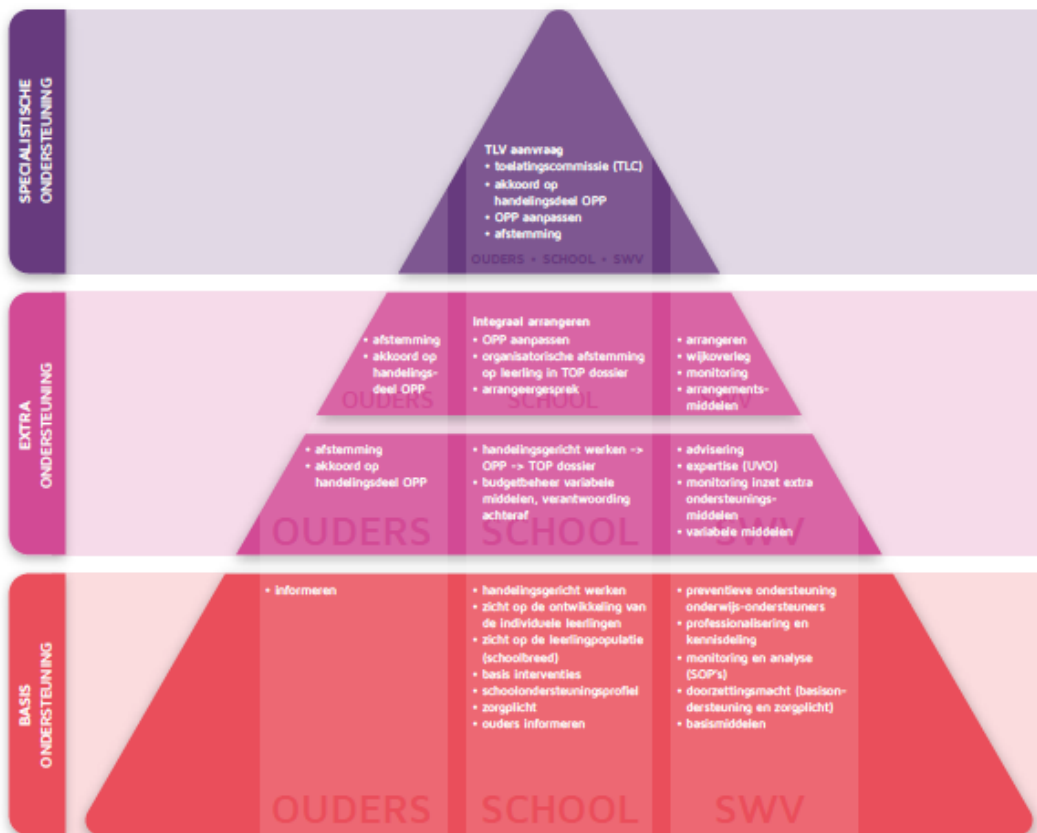 SPECIALISTISCHE
ONDERSTEUNING
TLV aanvraag
• toelatingscommissie (TLC)
• akkoord op
handelingsdeel OPP
• OPP aanpassen
• afstemming
OUDERS • SCHOOL • SWV
EXTRA
ONDERSTEUNING
• afstemming
• akkoord op
handelings-
deel OPP
OUDERS
Integraal arrangeren
• OPP aanpassen
• organisatorische afstemming
op leerling in TOP dossier
• arrangeergesprek
SCHOOL
• arrangeren
• wijkoverleg
• monitoring
• arrangements-
middelen
SWV
• afstemming
• akkoord op
handelingsdeel OPP
OUDERS
• handelingsgericht werken ->
OPP -> TOP dossier
• budgetbeheer variabele
middelen, verantwoording
achteraf
SCHOOL
• advisering
• expertise (UVO)
• monitoring inzet extra
ondersteunings-
middelen
• variabele middelen
SWV
BASIS
ONDERSTEUNING
• informeren
OUDERS
• handelingsgericht werken
• zicht op de ontwikkeling van
de individuele leerlingen
• zicht op de leerlingpopulatie
(schoolbreed)
• basis interventies
• schoolondersteuningsprofiel
• zorgplicht
• ouders informeren
SCHOOL
• preventieve ondersteuning
onderwijs-ondersteuners
• professionalisering en
kennisdeling
• monitoring en analyse
(SOP's)
• doorzettingsmacht (basison-
dersteuning en zorgplicht)
• basismiddelen
SWV